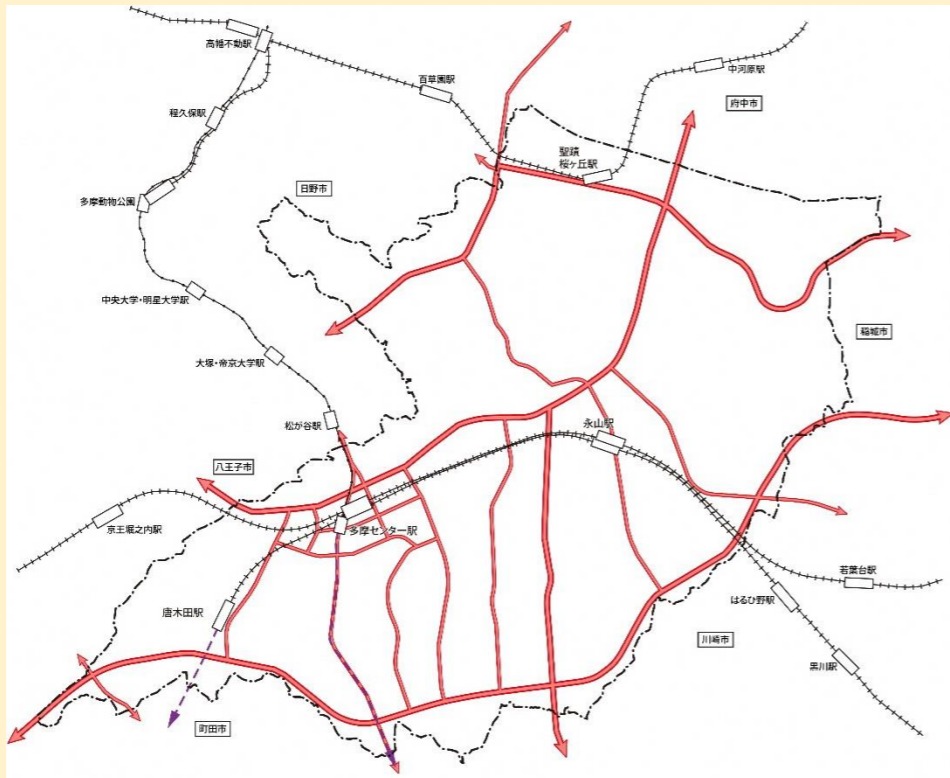 高幡不動駅
百草園駅
中河原駅
府中市
程久保駅
聖蹟
桜ヶ丘駅
日野市
多摩動物公園
中央大学・明星大学駅
稲城市
大塚・帝京大学駅
松が谷駅
永山駅
八王子市
京王堀之内駅
多摩センター駅
若葉台駅
はるひ野駅
唐木田駅
川崎市
黒川駅
町田市